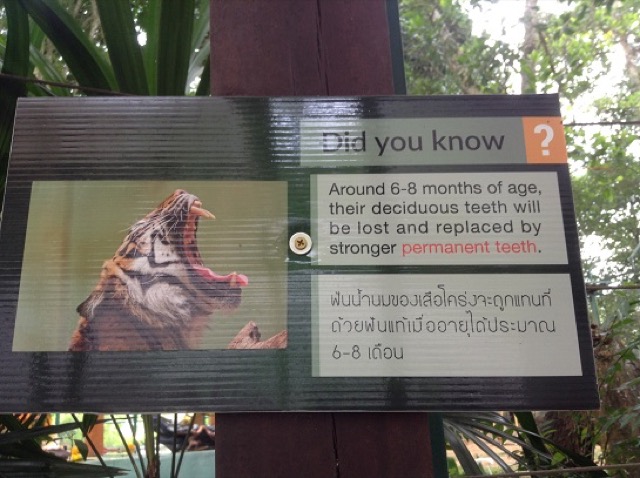 Did you know ?
Around 6-8 months of age,
their deciduous teeth will
be lost and replaced by
stronger permanent teeth.
ฟันน้ำนมของเสือโคร่งจะถูกแทนที่
ด้วยฟันแท้เมื่ออายุได้ประมาณ
6-8 เดือน